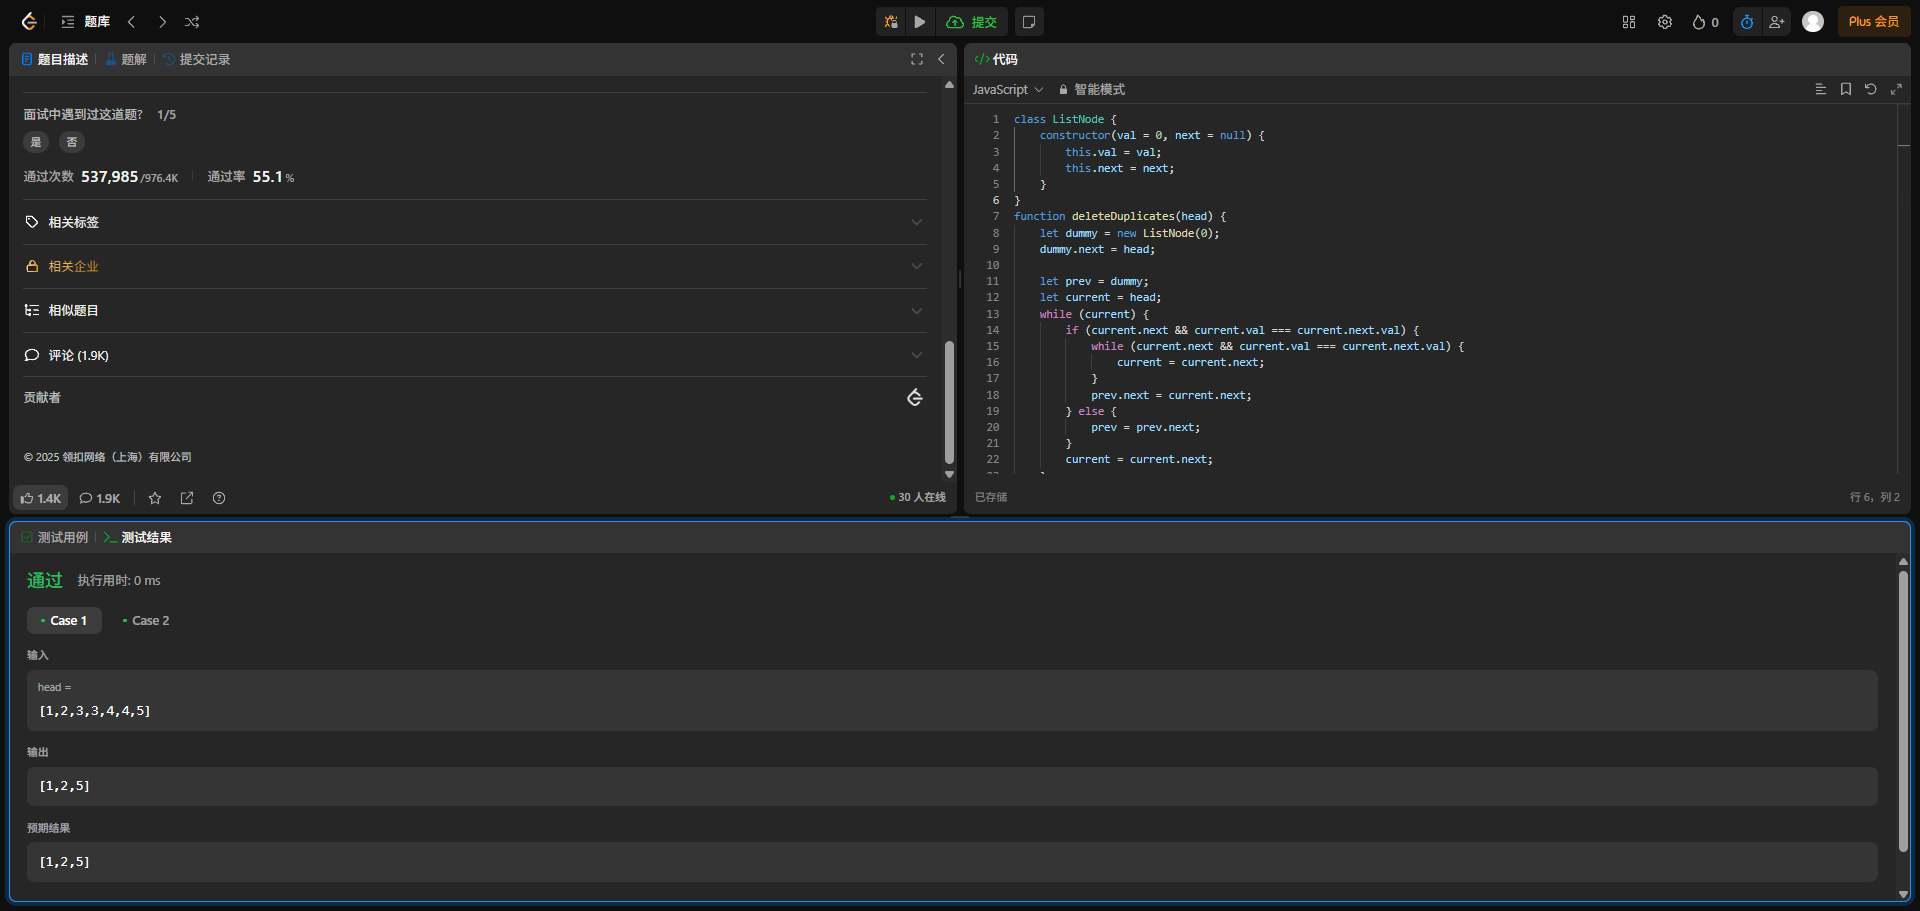 题库
提交
0
Plus 会员
题目描述
题解
提交记录
面试中遇到过这道题? 1/5
是
否
通过次数 537,985/976.4K 通过率 55.1%
相关标签
相关企业
相似题目
评论 (1.9K)
贡献者
© 2025 领扣网络（上海）有限公司
1.4K
1.9K
30 人在线
</> 代码
JavaScript
智能模式
1 class ListNode {
2     constructor(val = 0, next = null) {
3         this.val = val;
4         this.next = next;
5     }
6 }
7 function deleteDuplicates(head) {
8     let dummy = new ListNode(0);
9     dummy.next = head;
10
11     let prev = dummy;
12     let current = head;
13     while (current) {
14         if (current.next && current.val === current.next.val) {
15             while (current.next && current.val === current.next.val) {
16                 current = current.next;
17             }
18             prev.next = current.next;
19         } else {
20             prev = prev.next;
21         }
22         current = current.next;
已存储
行 6，列 2
测试用例
测试结果
通过 执行用时: 0 ms
Case 1
Case 2
输入
head =
[1,2,3,3,4,4,5]
输出
[1,2,5]
预期结果
[1,2,5]